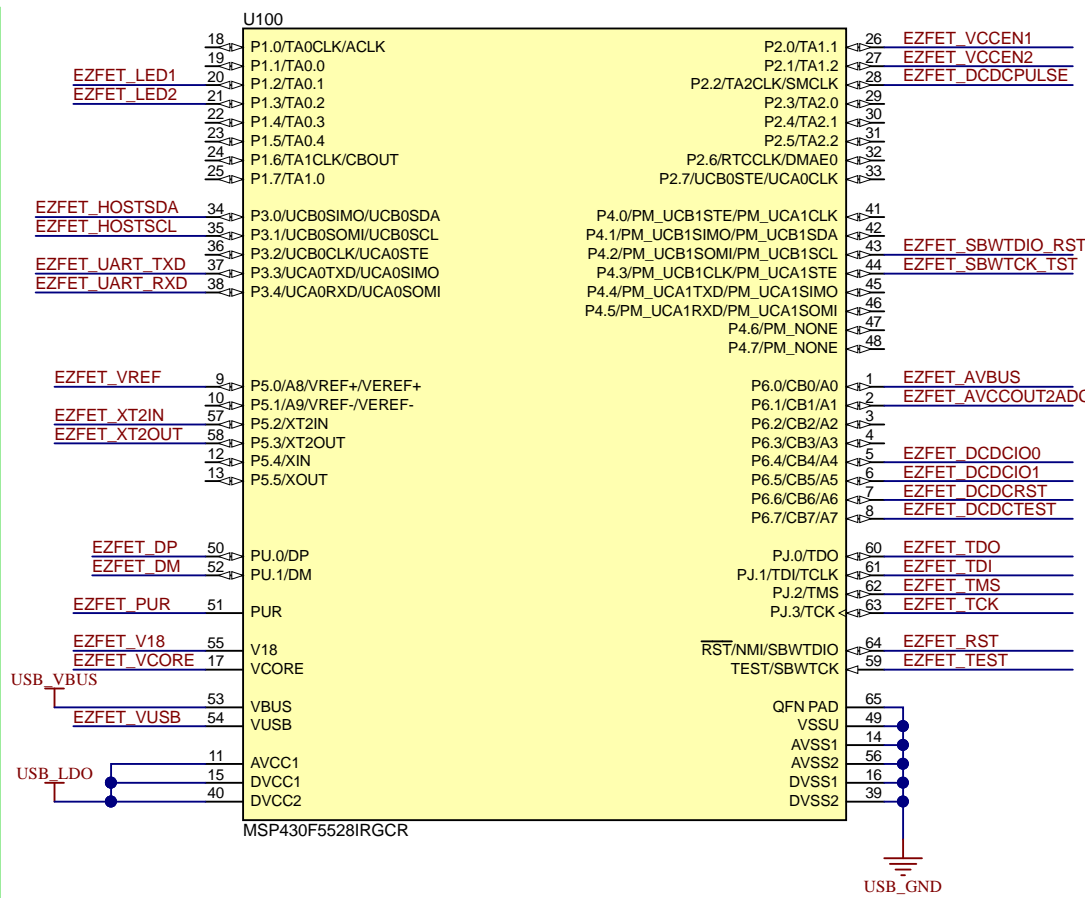 U100
18 P1.0/TA0CLK/ACLK P2.0/TA1.1 26 EZFET_VCCEN1
19 P1.1/TA0.0 P2.1/TA1.2 27 EZFET_VCCEN2
EZFET_LED1 20 P1.2/TA0.1 P2.2/TA2CLK/SMCLK 28 EZFET_DCDCPULSE
EZFET_LED2 21 P1.3/TA0.2 P2.3/TA2.0 29
22 P1.4/TA0.3 P2.4/TA2.1 30
23 P1.5/TA0.4 P2.5/TA2.2 31
24 P1.6/TA1CLK/CBOUT P2.6/RTCCLK/DMAE0 32
25 P1.7/TA1.0 P2.7/UCB0STE/UCA0CLK 33
EZFET_HOSTSDA 34 P3.0/UCB0SIMO/UCB0SDA P4.0/PM_UCB1STE/PM_UCA1CLK 41
EZFET_HOSTSCL 35 P3.1/UCB0SOMI/UCB0SCL P4.1/PM_UCB1SIMO/PM_UCB1SDA 42
36 P3.2/UCB0CLK/UCA0STE P4.2/PM_UCB1SOMI/PM_UCB1SCL 43 EZFET_SBWTDIO_RST
EZFET_UART_TXD 37 P3.3/UCA0TXD/UCA0SIMO P4.3/PM_UCB1CLK/PM_UCA1STE 44 EZFET_SBWTCK_TST
EZFET_UART_RXD 38 P3.4/UCA0RXD/UCA0SOMI P4.4/PM_UCA1TXD/PM_UCA1SIMO 45
P4.5/PM_UCA1RXD/PM_UCA1SOMI 46
P4.6/PM_NONE 47
P4.7/PM_NONE 48
EZFET_VREF 9 P5.0/A8/VREF+/VEREF+ P6.0/CB0/A0 1 EZFET_AVBUS
10 P5.1/A9/VREF-/VEREF- P6.1/CB1/A1 2 EZFET_AVCCOUT2ADC
EZFET_XT2IN 57 P5.2/XT2IN P6.2/CB2/A2 3
EZFET_XT2OUT 58 P5.3/XT2OUT P6.3/CB3/A3 4
12 P5.4/XIN P6.4/CB4/A4 5 EZFET_DCDCIO0
13 P5.5/XOUT P6.5/CB5/A5 6 EZFET_DCDCIO1
P6.6/CB6/A6 7 EZFET_DCDCRST
P6.7/CB7/A7 8 EZFET_DCDCTEST
EZFET_DP 50 PU.0/DP PJ.0/TDO 60 EZFET_TDO
EZFET_DM 52 PU.1/DM PJ.1/TDI/TCLK 61 EZFET_TDI
PJ.2/TMS 62 EZFET_TMS
EZFET_PUR 51 PUR PJ.3/TCK 63 EZFET_TCK
EZFET_V18 55 V18 RST/NMI/SBWTDIO 64 EZFET_RST
EZFET_VCORE 17 VCORE TEST/SBWTCK 59 EZFET_TEST
USB_VBUS 53 VBUS QFN PAD 65
EZFET_VUSB 54 VUSB VSSU 49
AVSS1 14
USB_LDO 11 AVCC1 AVSS2 56
15 DVCC1 DVSS1 16
40 DVCC2 DVSS2 39
MSP430F5528IRGCR
USB_GND